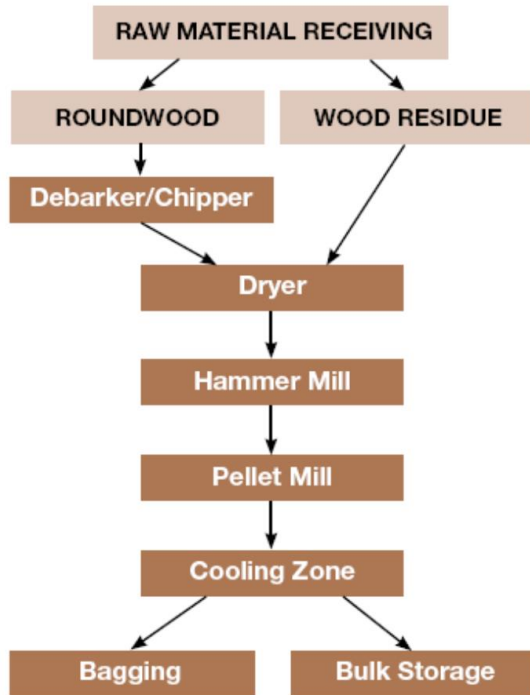 RAW MATERIAL RECEIVING
ROUNDWOOD
WOOD RESIDUE
Debarker/Chipper
Dryer
Hammer Mill
Pellet Mill
Cooling Zone
Bagging
Bulk Storage